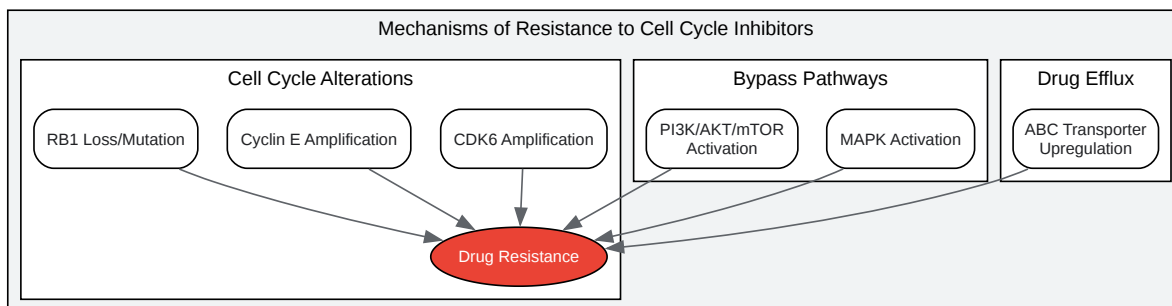 Mechanisms of Resistance to Cell Cycle Inhibitors
Cell Cycle Alterations
RB1 Loss/Mutation
Cyclin E Amplification
CDK6 Amplification
Bypass Pathways
PI3K/AKT/mTOR
Activation
MAPK Activation
Drug Efflux
ABC Transporter
Upregulation
Drug Resistance